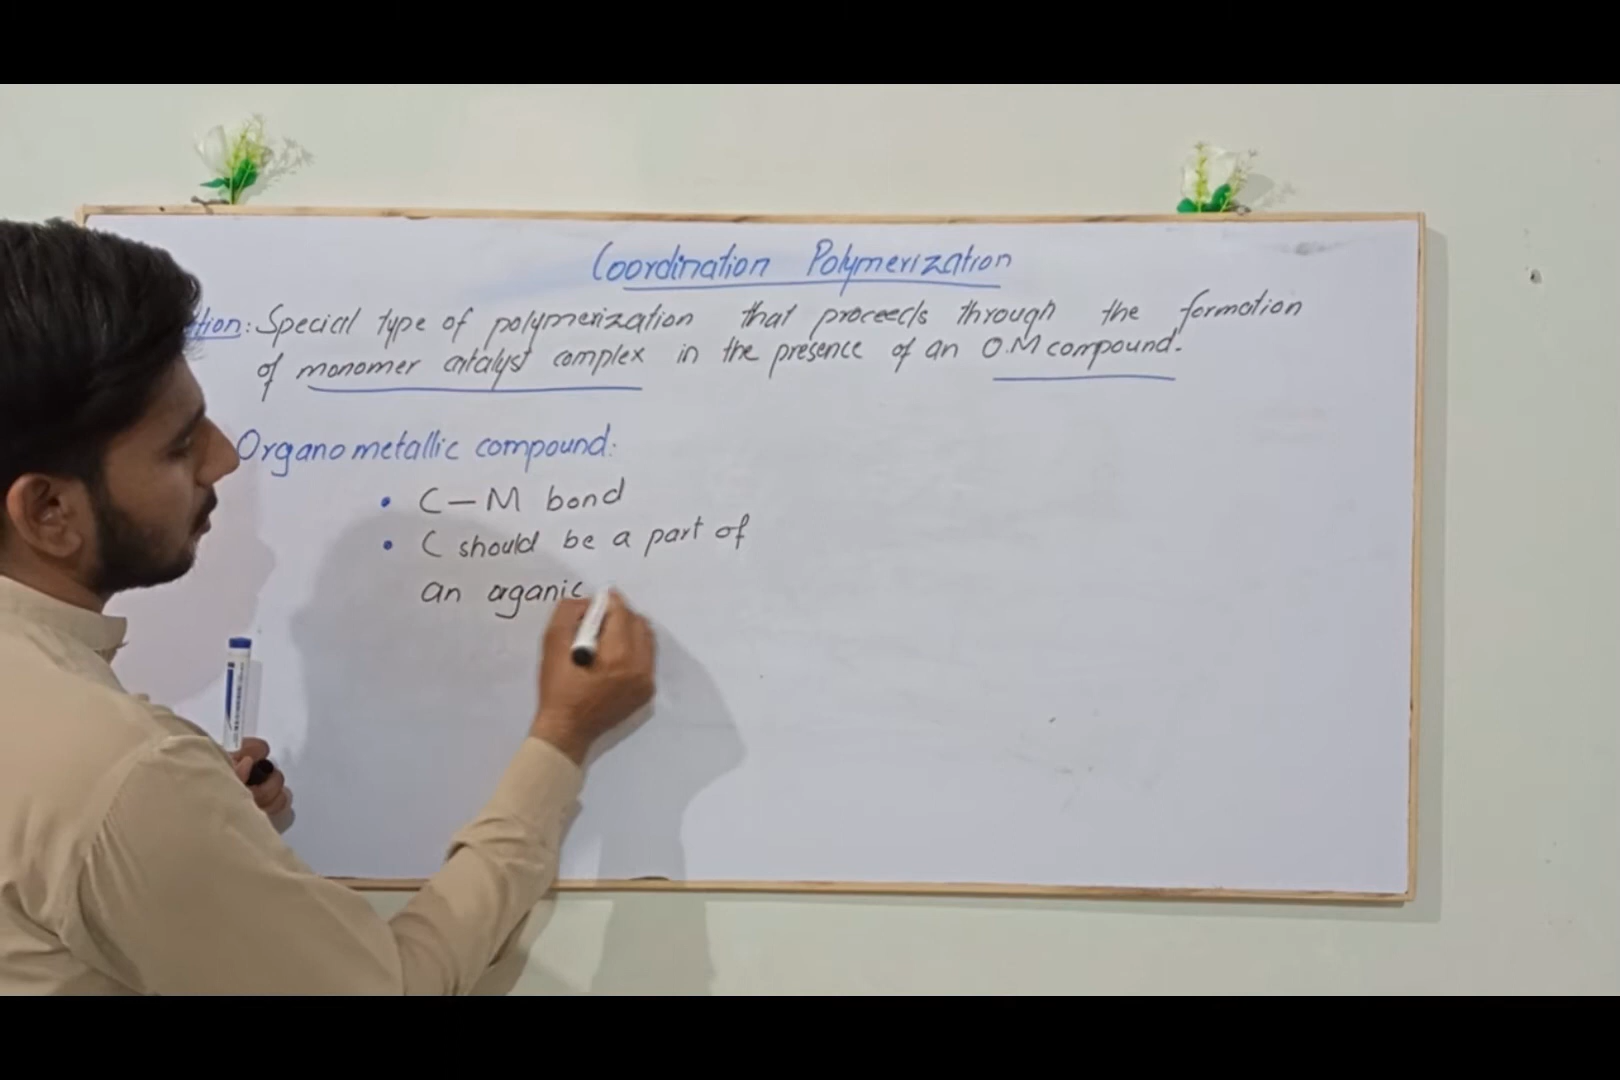 Coordination Polymerization
tion: Special type of polymerization that proceeds through the formation
of monomer catalyst complex in the presence of an O.M compound.
Organometallic compound:
• C—M bond
• C should be a part of
an organic